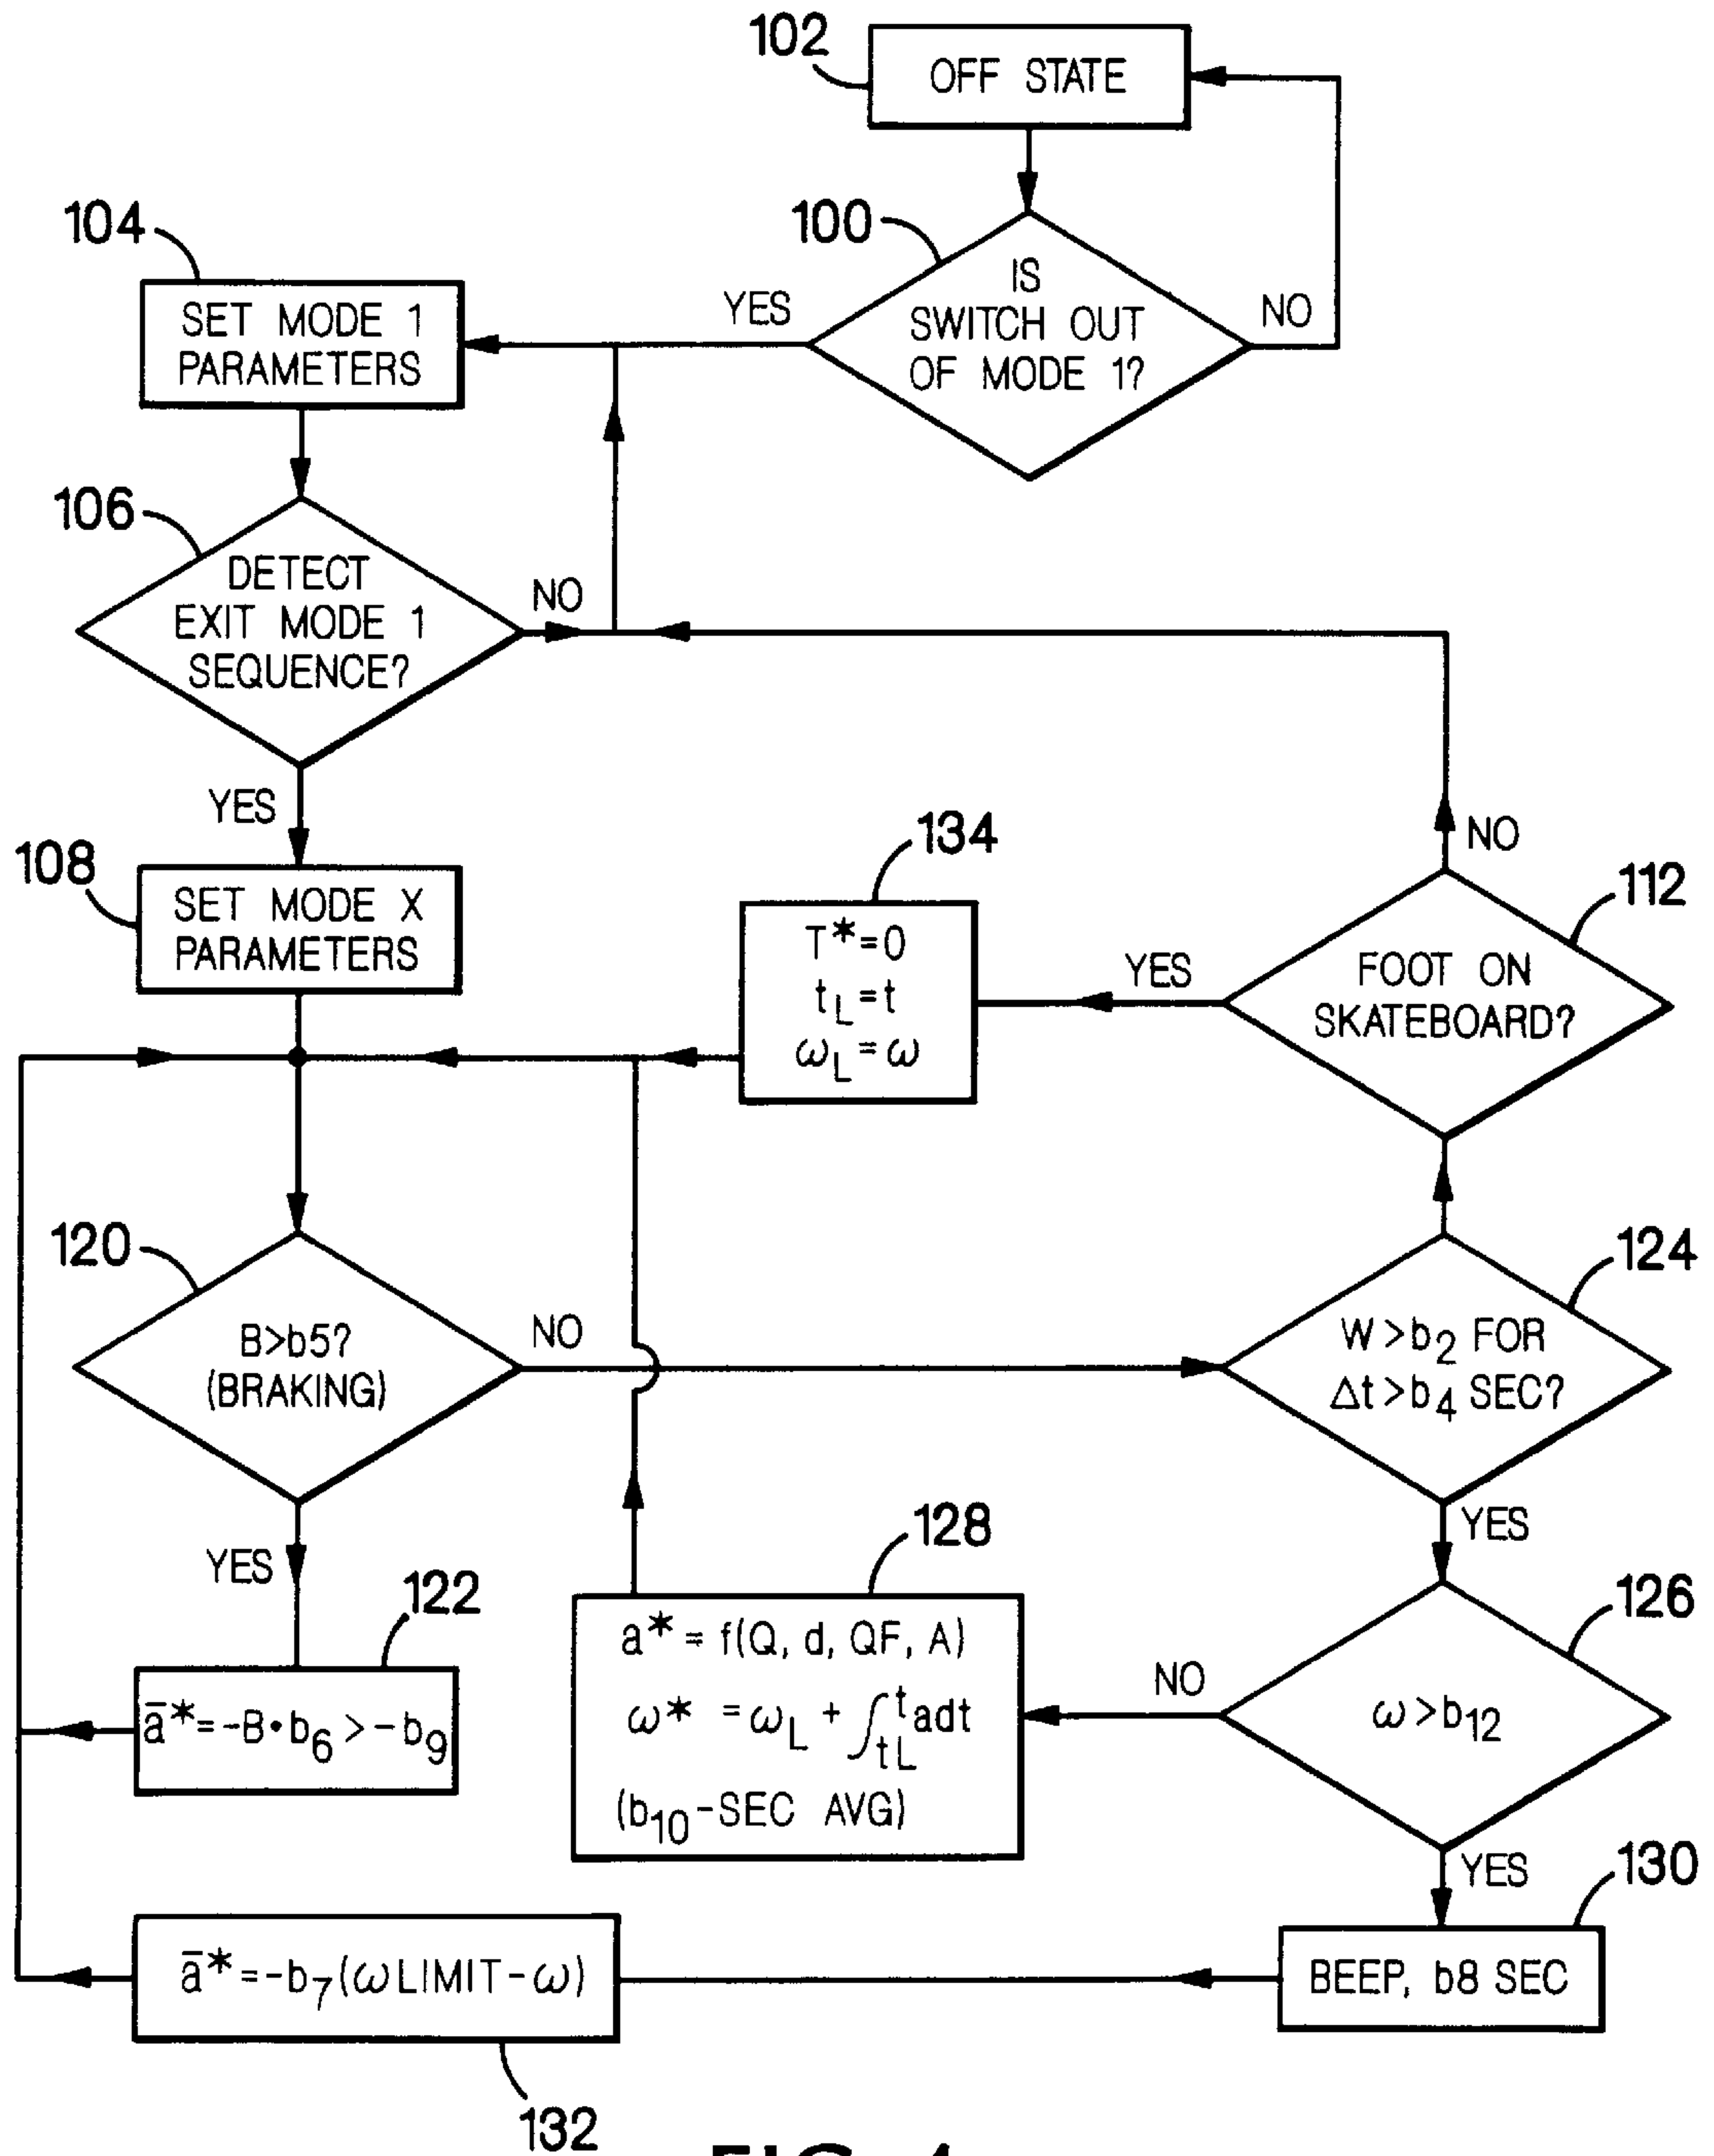 102
OFF STATE
100
IS
SWITCH OUT
OF MODE 1?
YES
NO
104
SET MODE 1
PARAMETERS
106
DETECT
EXIT MODE 1
SEQUENCE?
NO
YES
108
SET MODE X
PARAMETERS
134
T*=0
t_L=t
ω_L=ω
YES
NO
112
FOOT ON
SKATEBOARD?
120
B>b5?
(BRAKING)
NO
YES
124
W>b₂ FOR
Δt>b₄ SEC?
YES
122
ā*=-B•b₆>-b₉
128
a*=f(Q, d, QF, A)
ω* =ω_L+∫_{tL}^{t}adt
(b₁₀-SEC AVG)
126
ω>b₁₂
NO
YES
130
BEEP, b8 SEC
ā*=-b₇(ωLIMIT-ω)
132